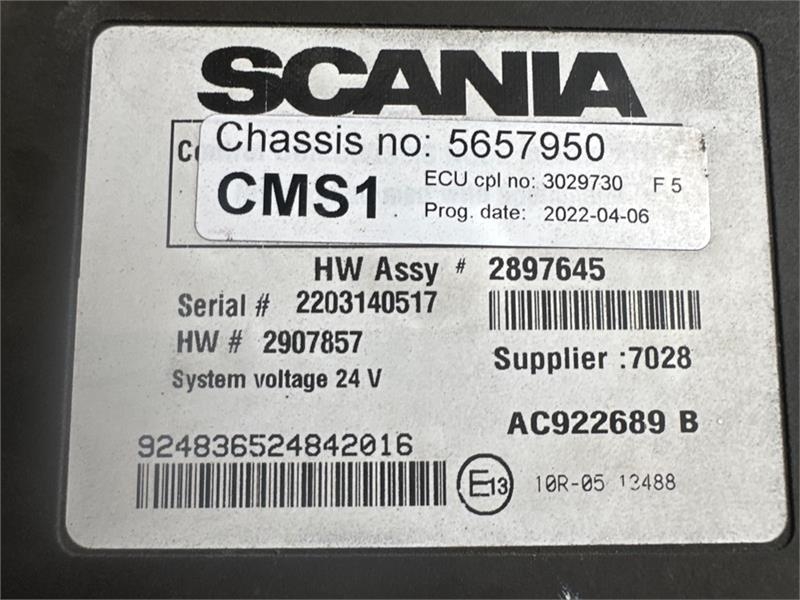 SCANIA
Chassis no: 5657950
CMS1
ECU cpl no: 3029730 F 5
Prog. date: 2022-04-06
HW Assy # 2897645
Serial # 2203140517
HW # 2907857
Supplier :7028
System voltage 24 V
AC922689 B
924836524842016
E13 10R-05 13488